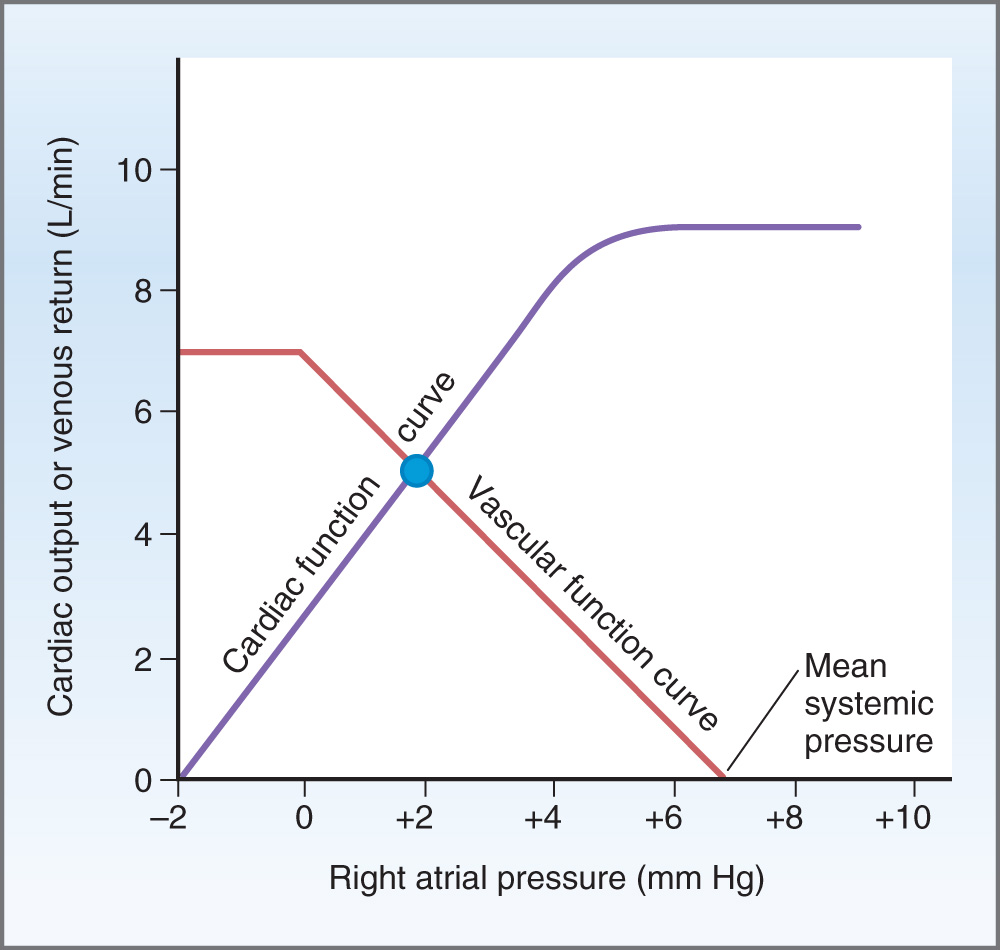 Cardiac output or venous return (L/min)
10
8
6
4
2
0
–2
0
+2
+4
+6
+8
+10
Right atrial pressure (mm Hg)
Cardiac function curve
Vascular function curve
Mean
systemic
pressure